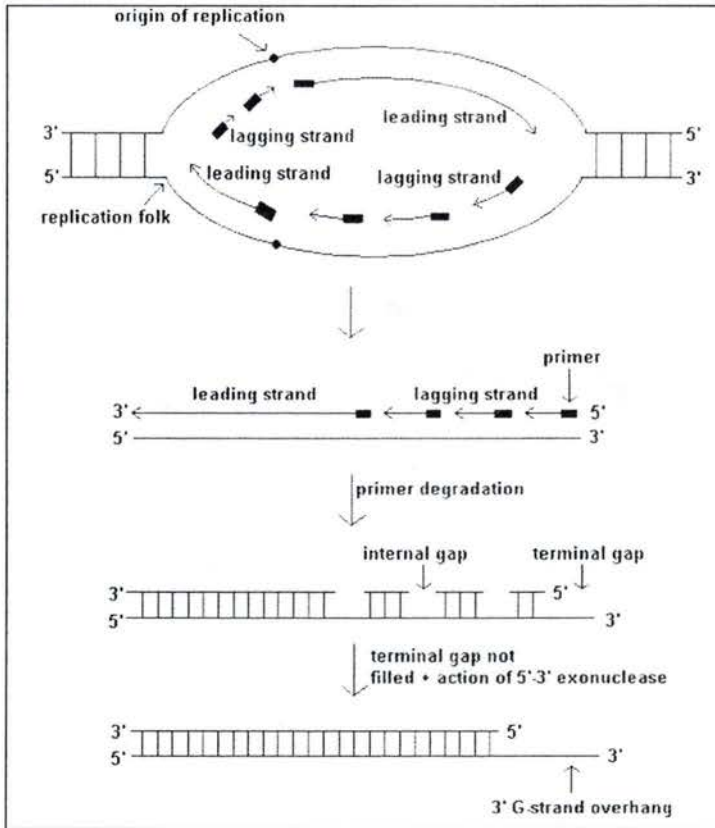 origin of replication
leading strand
3' 5'
lagging strand
leading strand
lagging strand
5' 3'
replication folk
primer
leading strand lagging strand
3' 5'
5' 3'
primer degradation
internal gap terminal gap
3' 5'
5' 3'
terminal gap not
filled + action of 5'-3' exonuclease
3' 5'
5' 3'
3' G-strand overhang